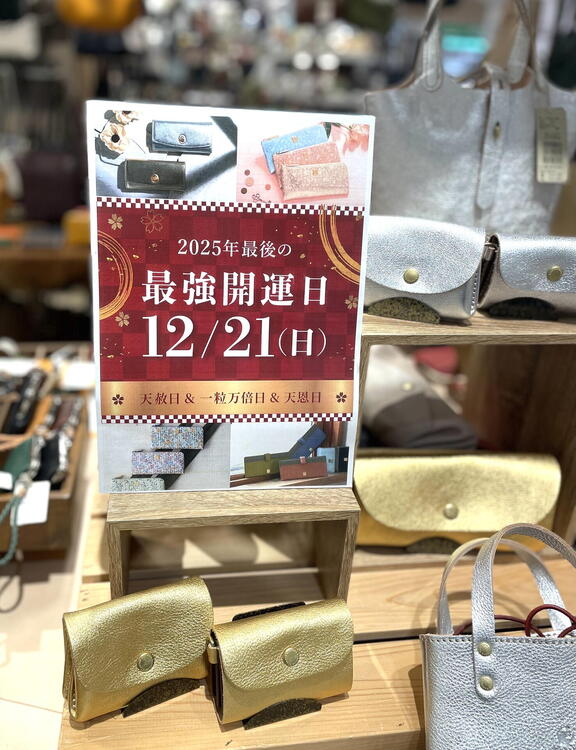 2025年最後の
最強開運日
12/21(日)
天赦日 & 一粒万倍日 & 天恩日